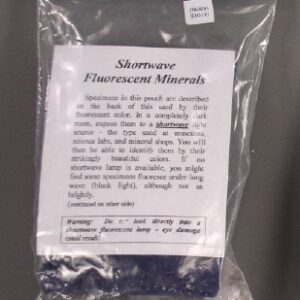 $10.00
Shortwave
Fluorescent Minerals
Specimens in this pouch are described
on the back of this card by their
fluorescent color. In a completely dark
room, expose them to a shortwave light
source - the type used at museums,
science labs, and mineral shops. You will
then be able to identify them by their
strikingly beautiful colors. If no
shortwave lamp is available, you might
find some specimens fluoresce under long
wave (black light), although not as
brightly.
(continued on other side)
Warning: Do not look directly into a
shortwave fluorescent lamp - eye damage
could result!